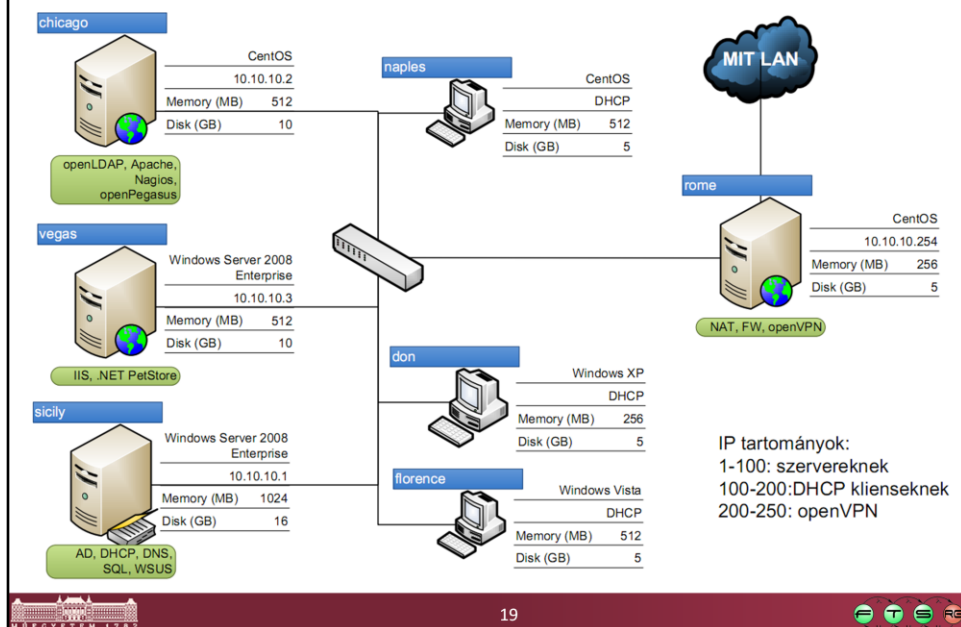 chicago
CentOS
10.10.10.2
Memory (MB) 512
Disk (GB) 10
openLDAP, Apache,
Nagios,
openPegasus
vegas
Windows Server 2008
Enterprise
10.10.10.3
Memory (MB) 512
Disk (GB) 10
IIS, .NET PetStore
sicily
Windows Server 2008
Enterprise
10.10.10.1
Memory (MB) 1024
Disk (GB) 16
AD, DHCP, DNS,
SQL, WSUS
naples
CentOS
DHCP
Memory (MB) 512
Disk (GB) 5
don
Windows XP
DHCP
Memory (MB) 256
Disk (GB) 5
florence
Windows Vista
DHCP
Memory (MB) 512
Disk (GB) 5
MIT LAN
rome
CentOS
10.10.10.254
Memory (MB) 256
Disk (GB) 5
NAT, FW, openVPN
IP tartományok:
1-100: szervereknek
100-200:DHCP klienseknek
200-250: openVPN
MŰEGYETEM 1782
19
F T S RG